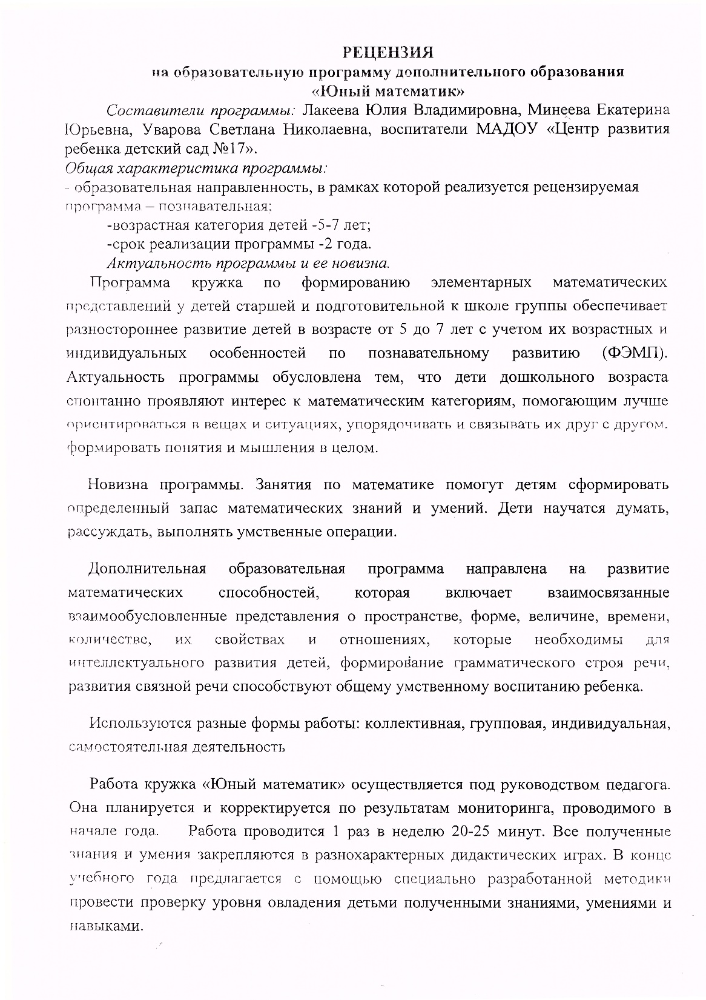 РЕЦЕНЗИЯ
на образовательную программу дополнительного образования
«Юный математик»
Составители программы: Лакеева Юлия Владимировна, Минеева Екатерина
Юрьевна, Уварова Светлана Николаевна, воспитатели МАДОУ «Центр развития
ребенка детский сад №17».
Общая характеристика программы:
- образовательная направленность, в рамках которой реализуется рецензируемая
программа – познавательная;
-возрастная категория детей -5-7 лет;
-срок реализации программы -2 года.
Актуальность программы и ее новизна.
Программа кружка по формированию элементарных математических
представлений у детей старшей и подготовительной к школе группы обеспечивает
разностороннее развитие детей в возрасте от 5 до 7 лет с учетом их возрастных и
индивидуальных особенностей по познавательному развитию (ФЭМП).
Актуальность программы обусловлена тем, что дети дошкольного возраста
спонтанно проявляют интерес к математическим категориям, помогающим лучше
ориентироваться в вещах и ситуациях, упорядочивать и связывать их друг с другом.
формировать понятия и мышления в целом.
Новизна программы. Занятия по математике помогут детям сформировать
определенный запас математических знаний и умений. Дети научатся думать,
рассуждать, выполнять умственные операции.
Дополнительная образовательная программа направлена на развитие
математических способностей, которая включает взаимосвязанные
взаимообусловленные представления о пространстве, форме, величине, времени,
количестве, их свойствах и отношениях, которые необходимы для
интеллектуального развития детей, формирование грамматического строя речи,
развития связной речи способствуют общему умственному воспитанию ребенка.
Используются разные формы работы: коллективная, групповая, индивидуальная,
самостоятельная деятельность
Работа кружка «Юный математик» осуществляется под руководством педагога.
Она планируется и корректируется по результатам мониторинга, проводимого в
начале года. Работа проводится 1 раз в неделю 20-25 минут. Все полученные
знания и умения закрепляются в разнохарактерных дидактических играх. В конце
учебного года предлагается с помощью специально разработанной методики
провести проверку уровня овладения детьми полученными знаниями, умениями и
навыками.